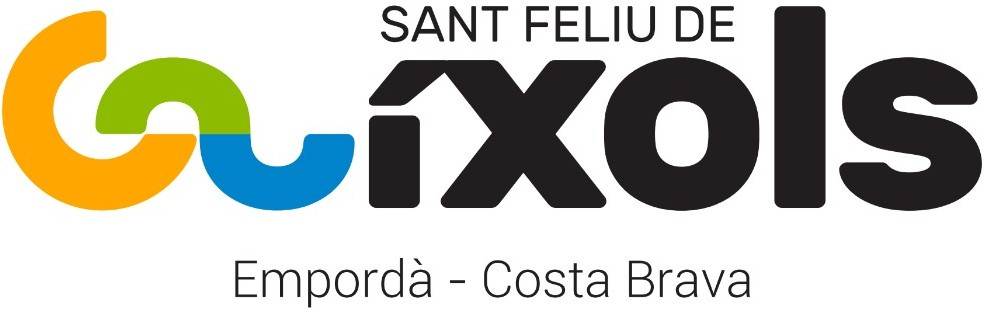 SANT FELIU DE
Guíxols
Empordà - Costa Brava